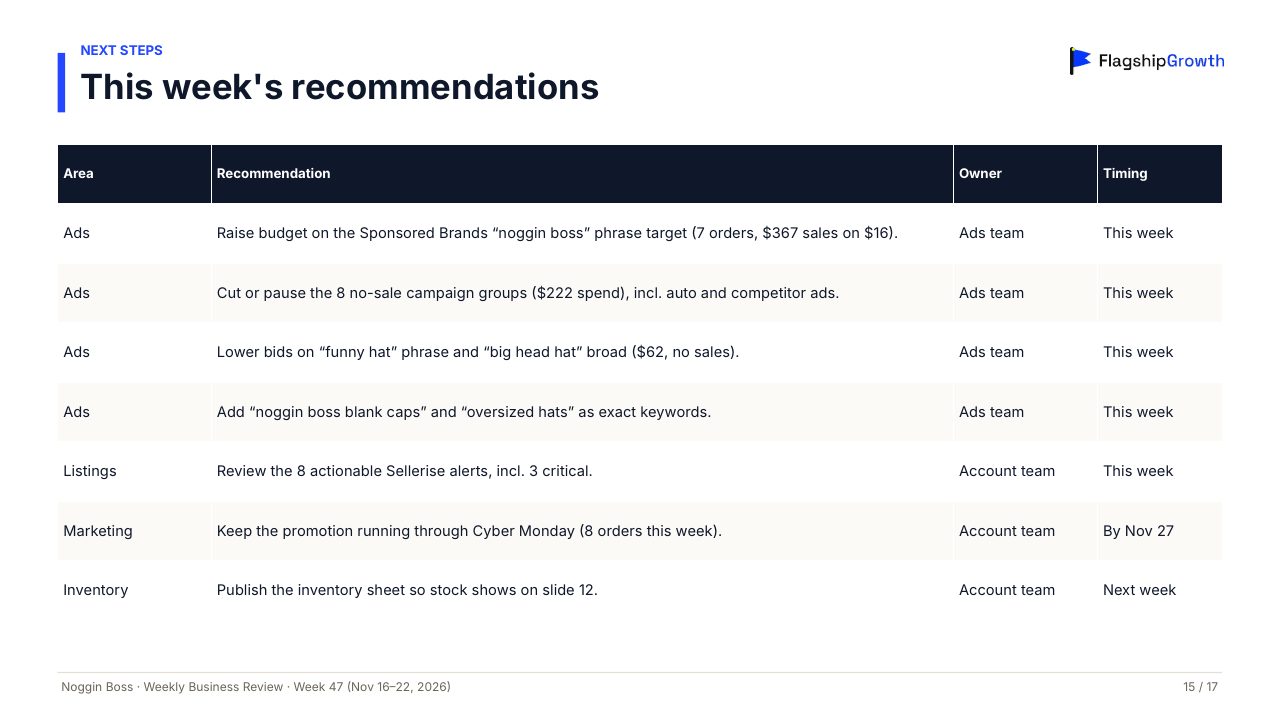 NEXT STEPS
This week's recommendations
FlagshipGrowth
Area Recommendation Owner Timing
Ads Raise budget on the Sponsored Brands “noggin boss” phrase target (7 orders, $367 sales on $16). Ads team This week
Ads Cut or pause the 8 no-sale campaign groups ($222 spend), incl. auto and competitor ads. Ads team This week
Ads Lower bids on “funny hat” phrase and “big head hat” broad ($62, no sales). Ads team This week
Ads Add “noggin boss blank caps” and “oversized hats” as exact keywords. Ads team This week
Listings Review the 8 actionable Sellerise alerts, incl. 3 critical. Account team This week
Marketing Keep the promotion running through Cyber Monday (8 orders this week). Account team By Nov 27
Inventory Publish the inventory sheet so stock shows on slide 12. Account team Next week
Noggin Boss · Weekly Business Review · Week 47 (Nov 16–22, 2026) 15 / 17